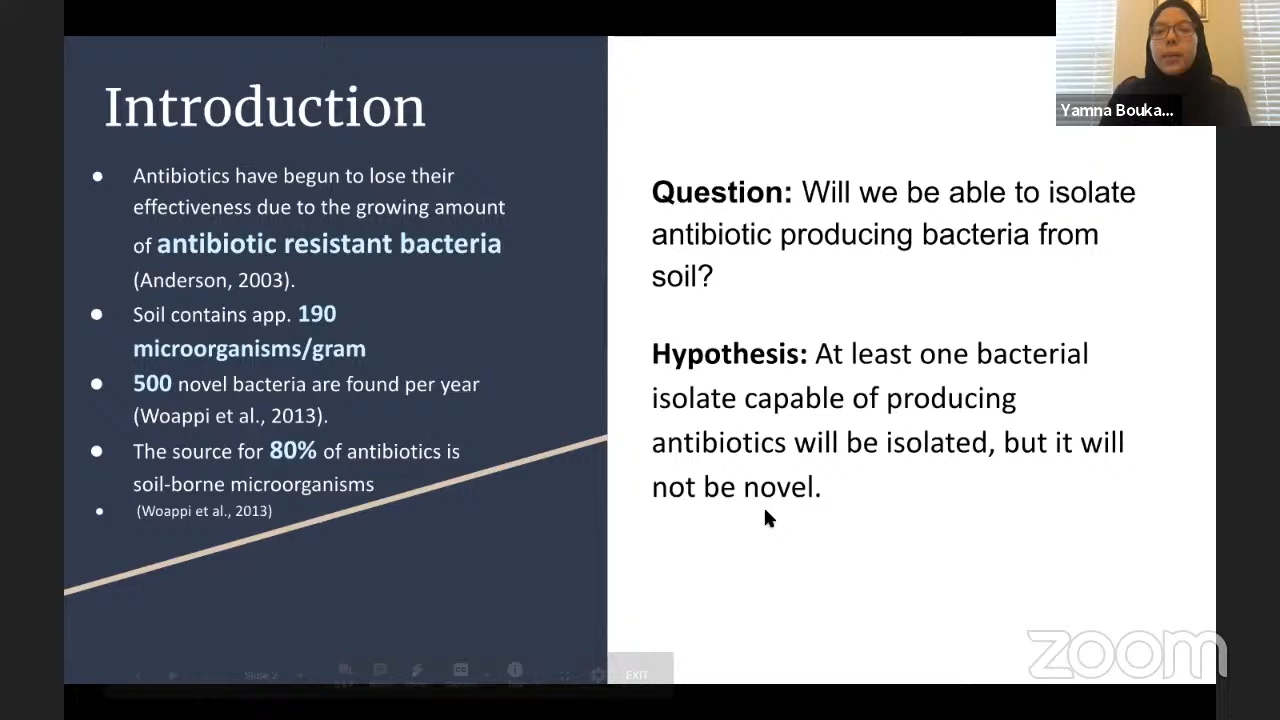 Introduction
● Antibiotics have begun to lose their
effectiveness due to the growing amount
of antibiotic resistant bacteria
(Anderson, 2003).
● Soil contains app. 190
microorganisms/gram
● 500 novel bacteria are found per year
(Woappi et al., 2013).
● The source for 80% of antibiotics is
soil-borne microorganisms
● (Woappi et al., 2013)
Question: Will we be able to isolate
antibiotic producing bacteria from
soil?
Hypothesis: At least one bacterial
isolate capable of producing
antibiotics will be isolated, but it will
not be novel.
Yamna Bouka...
Slide 2
EXIT
zoom